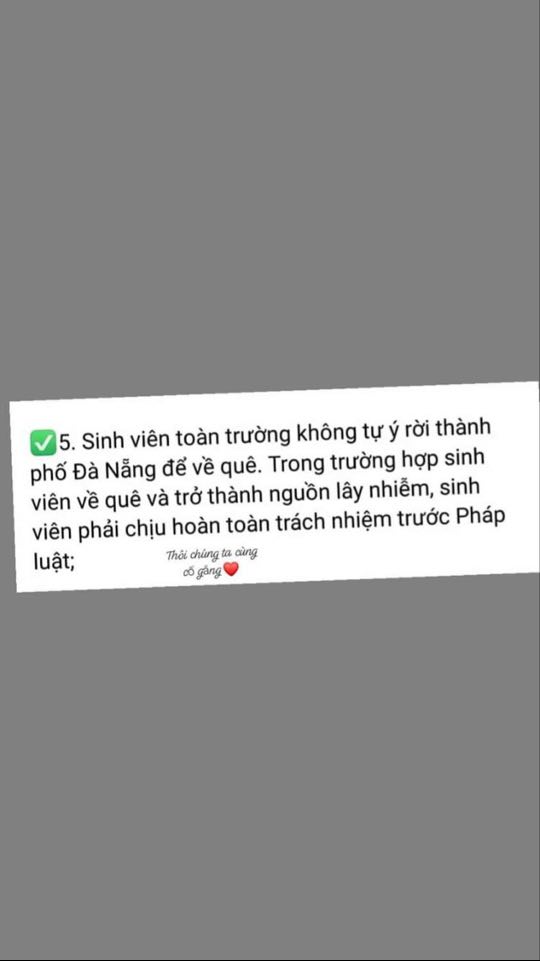 ✅5. Sinh viên toàn trường không tự ý rời thành
phố Đà Nẵng để về quê. Trong trường hợp sinh
viên về quê và trở thành nguồn lây nhiễm, sinh
viên phải chịu hoàn toàn trách nhiệm trước Pháp
luật;
Thôi chúng ta cùng
cố gắng❤️